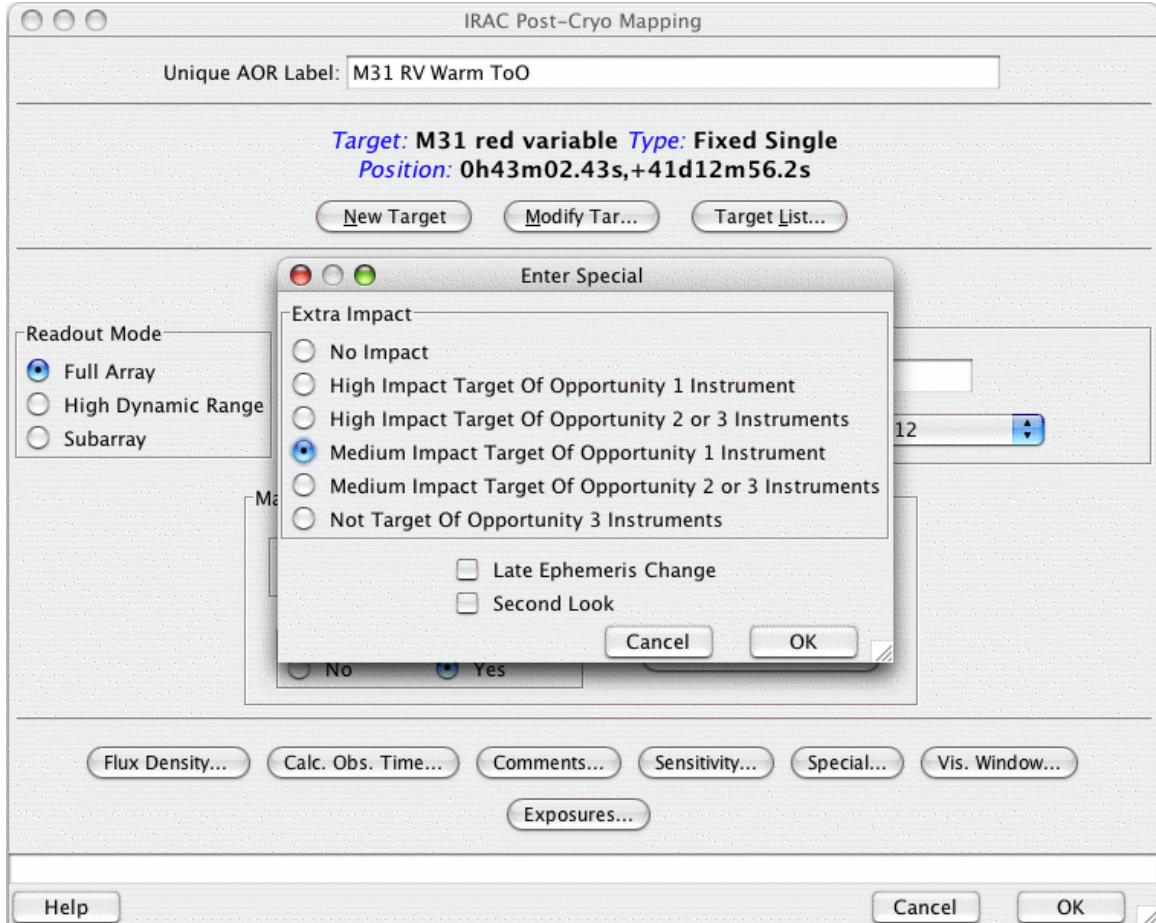 IRAC Post-Cryo Mapping
Unique AOR Label: M31 RV Warm ToO
Target: M31 red variable Type: Fixed Single
Position: 0h43m02.43s,+41d12m56.2s
New Target Modify Tar... Target List...
Enter Special
Extra Impact
Readout Mode
No Impact
Full Array
High Impact Target Of Opportunity 1 Instrument
High Dynamic Range
High Impact Target Of Opportunity 2 or 3 Instruments
12
Subarray
Medium Impact Target Of Opportunity 1 Instrument
Medium Impact Target Of Opportunity 2 or 3 Instruments
Not Target Of Opportunity 3 Instruments
Late Ephemeris Change
Second Look
Cancel OK
No Yes
Flux Density... Calc. Obs. Time... Comments... Sensitivity... Special... Vis. Window...
Exposures...
Help Cancel OK